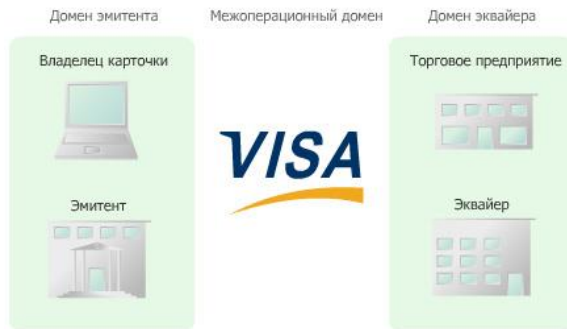 Домен эмитента
Межоперационный домен
Домен эквайера
Владелец карточки
Торговое предприятие
VISA
Эмитент
Эквайер